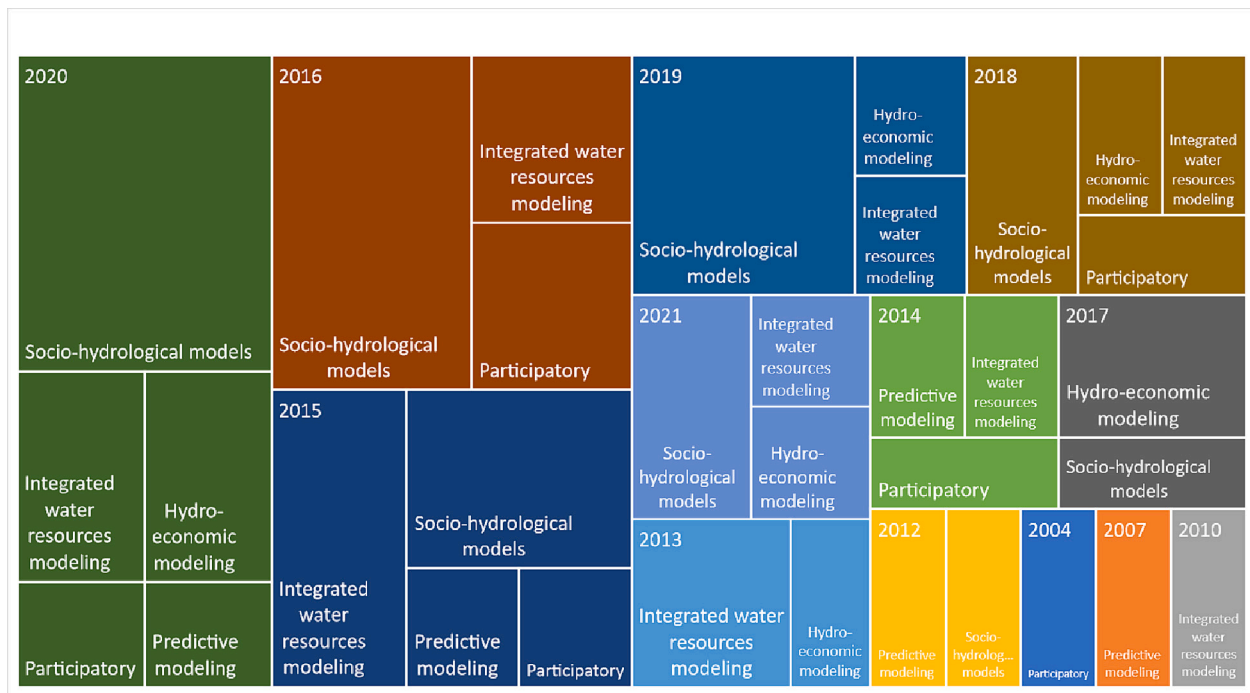 2020
Socio-hydrological models
Integrated
water
resources
modeling
Hydro-
economic
modeling
Participatory
Predictive
modeling
2016
Socio-hydrological
models
Integrated water
resources
modeling
Participatory
2015
Integrated
water
resources
modeling
Socio-hydrological
models
Predictive
modeling
Participatory
2019
Socio-hydrological
models
Hydro-
economic
modeling
Integrated
water
resources
modeling
2018
Socio-
hydrological
models
Hydro-
economic
modeling
Integrated
water
resources
modeling
Participatory
2021
Socio-
hydrological
models
Integrated
water
resources
modeling
Hydro-
economic
modeling
2014
Predictive
modeling
Integrated
water
resources
modeling
Participatory
2017
Hydro-economic
modeling
Socio-hydrological
models
2013
Integrated water
resources
modeling
Hydro-
economic
modeling
2012
Predictive
modeling
Socio-
hydrolog...
models
2004
Participatory
2007
Predictive
modeling
2010
Integrated
water
resources
modeling